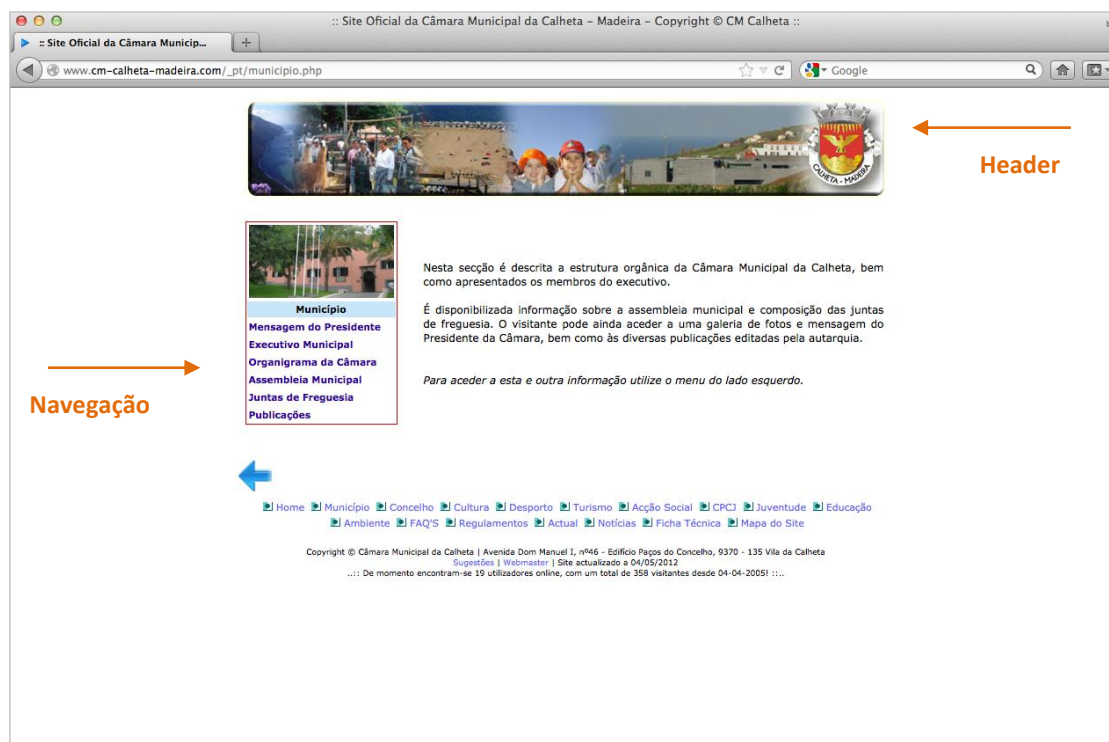 :: Site Oficial da Câmara Municipal da Calheta – Madeira – Copyright © CM Calheta ::
:: Site Oficial da Câmara Municip...
www.cm-calheta-madeira.com/_pt/municipio.php
Google
CALHETA - MADEIRA
Header
Nesta secção é descrita a estrutura orgânica da Câmara Municipal da Calheta, bem
como apresentados os membros do executivo.
É disponibilizada informação sobre a assembleia municipal e composição das juntas
de freguesia. O visitante pode ainda aceder a uma galeria de fotos e mensagem do
Presidente da Câmara, bem como às diversas publicações editadas pela autarquia.
Para aceder a esta e outra informação utilize o menu do lado esquerdo.
Município
Mensagem do Presidente
Executivo Municipal
Organigrama da Câmara
Assembleia Municipal
Juntas de Freguesia
Publicações
Navegação
Home Município Concelho Cultura Desporto Turismo Acção Social CPCJ Juventude Educação
Ambiente FAQ'S Regulamentos Actual Notícias Ficha Técnica Mapa do Site
Copyright © Câmara Municipal da Calheta | Avenida Dom Manuel I, nº46 - Edifício Paços do Concelho, 9370 - 135 Vila da Calheta
Sugestões | Webmaster | Site actualizado a 04/05/2012
..:: De momento encontram-se 19 utilizadores online, com um total de 358 visitantes desde 04-04-2005! ::..